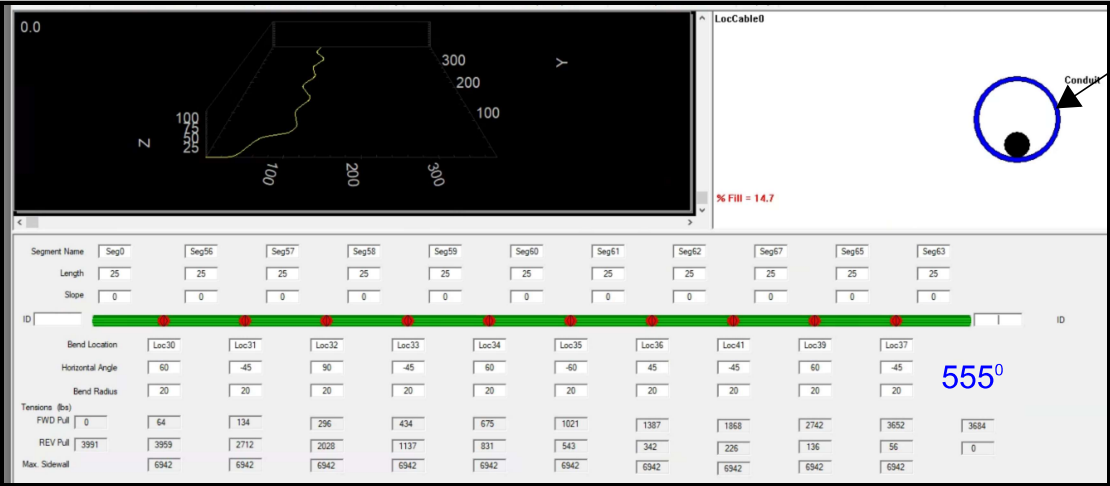 0.0
LocCable0
300
Y
200
Conduit
100
100
Z
25
100
200
300
% Fill = 14.7
Segment Name Seg0 Seg56 Seg57 Seg58 Seg59 Seg60 Seg61 Seg62 Seg67 Seg65 Seg63
Length 25 25 25 25 25 25 25 25 25 25 25
Slope 0 0 0 0 0 0 0 0 0 0 0
ID ID
Bend Location Loc30 Loc31 Loc32 Loc33 Loc34 Loc35 Loc36 Loc41 Loc39 Loc37
Horizontal Angle 60 -45 90 -45 60 -60 45 -45 60 -45
555⁰
Bend Radius 20 20 20 20 20 20 20 20 20 20
Tensions (lbs)
FWD Pull 0 64 134 296 434 675 1021 1387 1868 2742 3652 3684
REV Pull 3991 3959 2712 2028 1137 831 543 342 226 136 56 0
Max. Sidewall 6942 6942 6942 6942 6942 6942 6942 6942 6942 6942